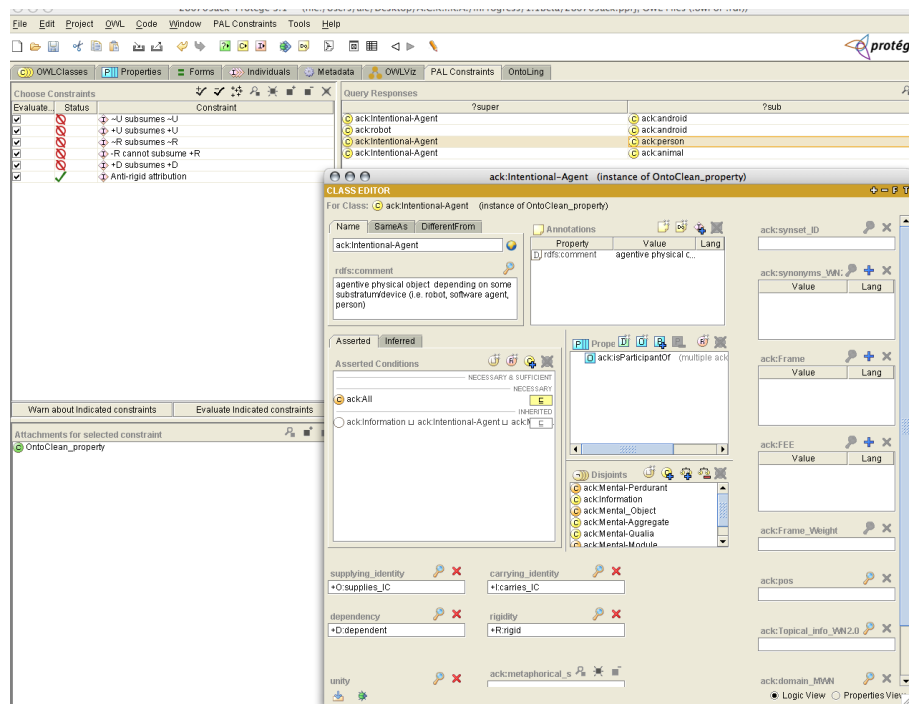 File Edit Project OWL Code Window PAL Constraints Tools Help
protég
OWLClasses Properties Forms Individuals Metadata OWLViz PAL Constraints OntoLing
Choose Constraints
Evaluate... Status Constraint
~U subsumes ~U
+U subsumes +U
~R subsumes ~R
-R cannot subsume +R
+D subsumes +D
Anti-rigid attribution
Warn about Indicated constraints Evaluate Indicated constraints
Attachments for selected constraint
OntoClean_property
Query Responses
?super ?sub
ack:Intentional-Agent ack:android
ack:robot ack:android
ack:Intentional-Agent ack:person
ack:Intentional-Agent ack:animal
ack:Intentional-Agent (instance of OntoClean_property)
CLASS EDITOR
For Class: ack:Intentional-Agent (instance of OntoClean_property)
Name SameAs DifferentFrom
ack:Intentional-Agent
rdfs:comment
agentive physical object depending on some
substratum/device (i.e. robot, software agent,
person)
Annotations
Property Value Lang
rdfs:comment agentive physical c...
Asserted Inferred
Asserted Conditions
NECESSARY & SUFFICIENT
NECESSARY
ack:All
INHERITED
ack:Information ⊔ ack:Intentional-Agent ⊔
Prope
ack:isParticipantOf (multiple ack
Disjoints
ack:Mental-Perdurant
ack:Information
ack:Mental_Object
ack:Mental-Aggregate
ack:Mental-Qualia
ack:Mental-Module
supplying_identity carrying_identity
+O:supplies_IC +I:carries_IC
dependency rigidity
+D:dependent +R:rigid
unity ack:metaphorical_s
ack:synset_ID
ack:synonyms_WN2
Value Lang
ack:Frame
Value Lang
ack:FEE
Value Lang
ack:Frame_Weight
ack:pos
ack:Topical_info_WN2.0
ack:domain_MWN
Logic View Properties View